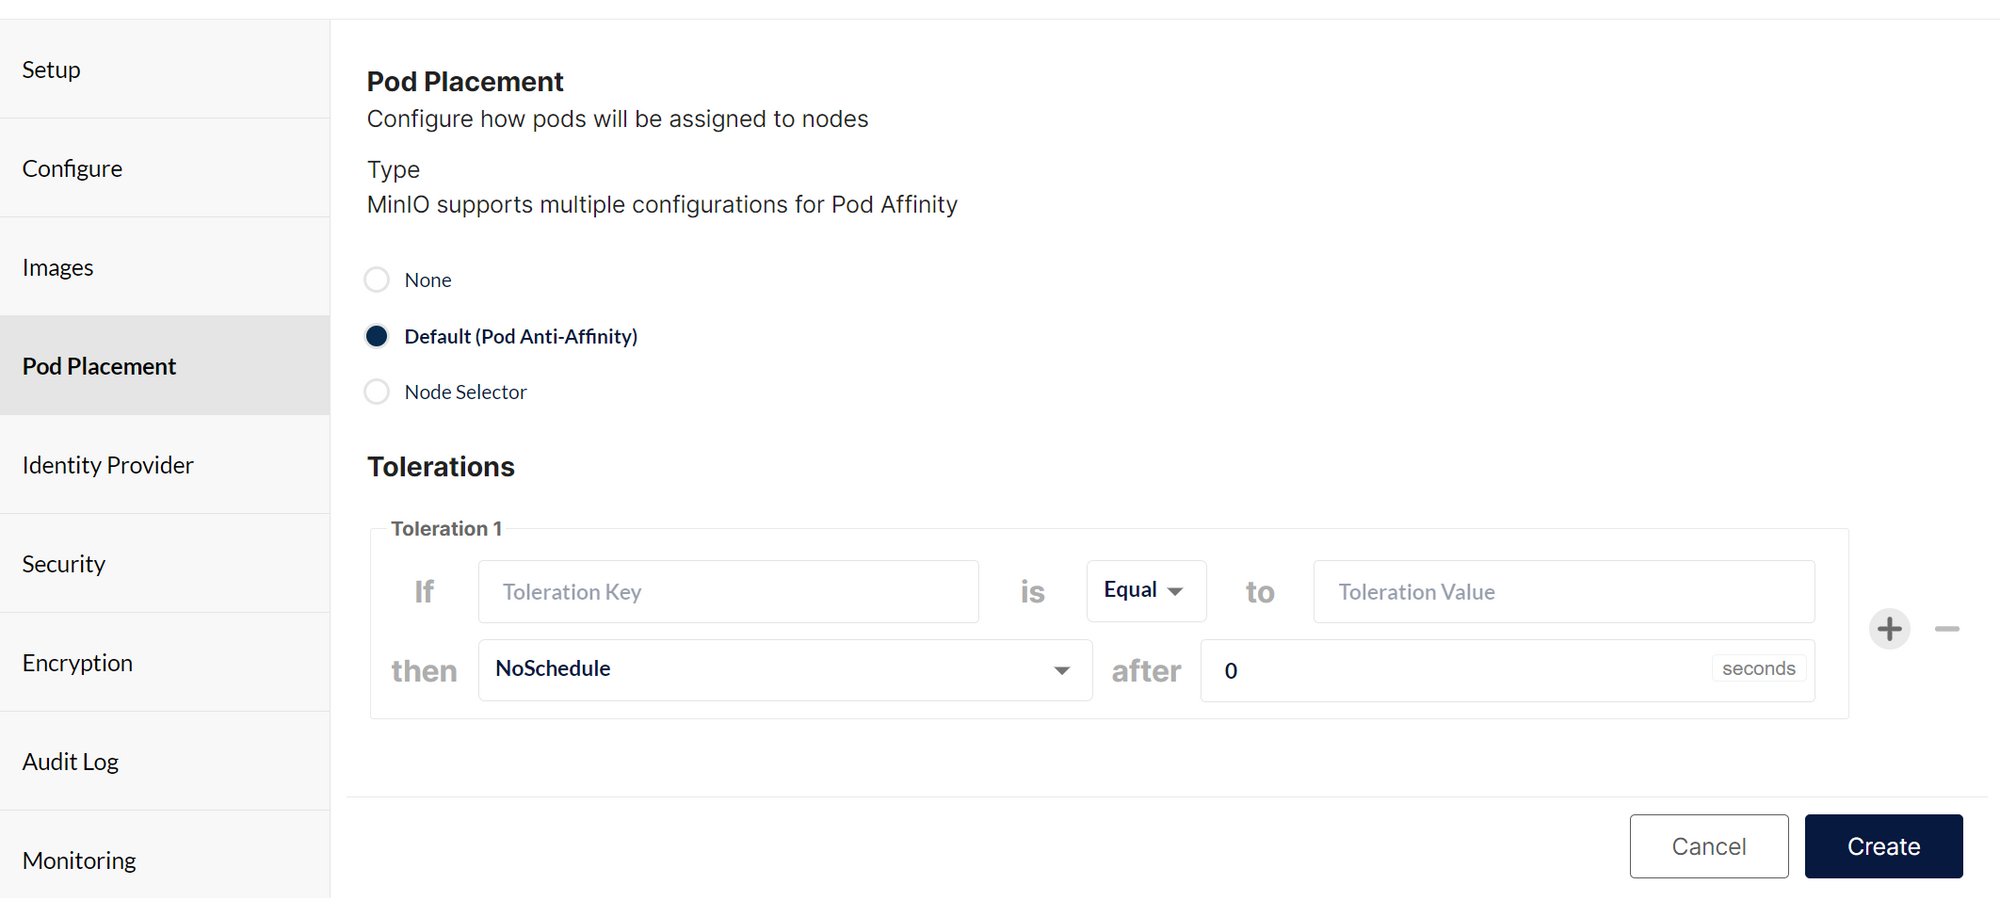 Setup
Configure
Images
Pod Placement
Identity Provider
Security
Encryption
Audit Log
Monitoring
Pod Placement
Configure how pods will be assigned to nodes
Type
MinIO supports multiple configurations for Pod Affinity
None
Default (Pod Anti-Affinity)
Node Selector
Tolerations
Toleration 1
If Toleration Key is Equal to Toleration Value
then NoSchedule after 0 seconds
Cancel Create